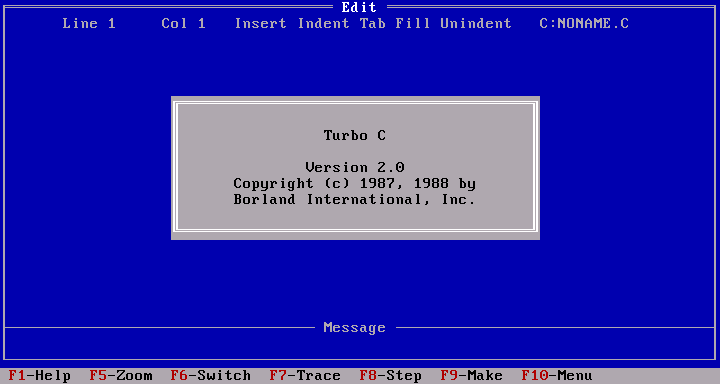 Edit
Line 1 Col 1 Insert Indent Tab Fill Unindent C:NONAME.C
Turbo C
Version 2.0
Copyright (c) 1987, 1988 by
Borland International, Inc.
Message
F1-Help F5-Zoom F6-Switch F7-Trace F8-Step F9-Make F10-Menu